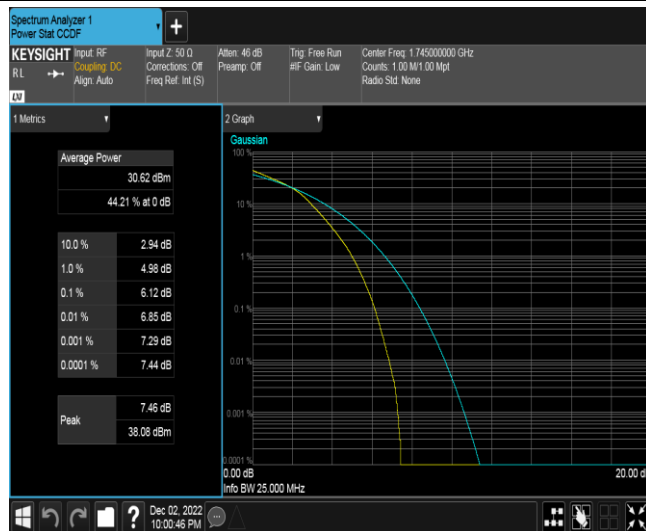 Spectrum Analyzer 1
Power Stat CCDF
+
KEYSIGHT
RL
LXI
Input: RF
Coupling: DC
Align: Auto
Input Z: 50 Ω
Corrections: Off
Freq Ref: Int (S)
Atten: 46 dB
Preamp: Off
Trig: Free Run
#IF Gain: Low
Center Freq: 1.745000000 GHz
Counts: 1.00 M/1.00 Mpt
Radio Std: None
1 Metrics
Average Power
30.62 dBm
44.21 % at 0 dB
10.0 % 2.94 dB
1.0 % 4.98 dB
0.1 % 6.12 dB
0.01 % 6.85 dB
0.001 % 7.29 dB
0.0001 % 7.44 dB
Peak
7.46 dB
38.08 dBm
2 Graph
Gaussian
100 %
10 %
1 %
0.1 %
0.01 %
0.001 %
0.0001 %
0.00 dB
20.00 d
Info BW 25.000 MHz
?
Dec 02, 2022
10:00:46 PM